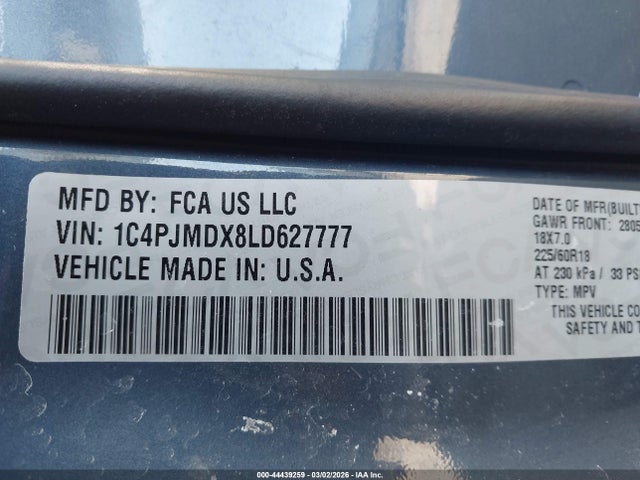 MFD BY: FCA US LLC
VIN: 1C4PJMDX8LD627777
VEHICLE MADE IN: U.S.A.
DATE OF MFR(BUILT
GAWR FRONT: 2805
18X7.0
225/60R18
AT 230 kPa / 33 PS
TYPE: MPV
THIS VEHICLE CO
SAFETY AND T
000-44439259 | 03/02/2026 | IAA Inc.